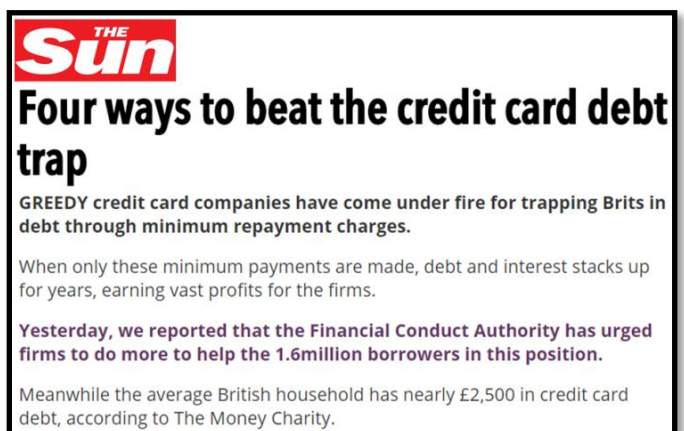 THE
Sun
Four ways to beat the credit card debt
trap
GREEDY credit card companies have come under fire for trapping Brits in
debt through minimum repayment charges.
When only these minimum payments are made, debt and interest stacks up
for years, earning vast profits for the firms.
Yesterday, we reported that the Financial Conduct Authority has urged
firms to do more to help the 1.6million borrowers in this position.
Meanwhile the average British household has nearly £2,500 in credit card
debt, according to The Money Charity.